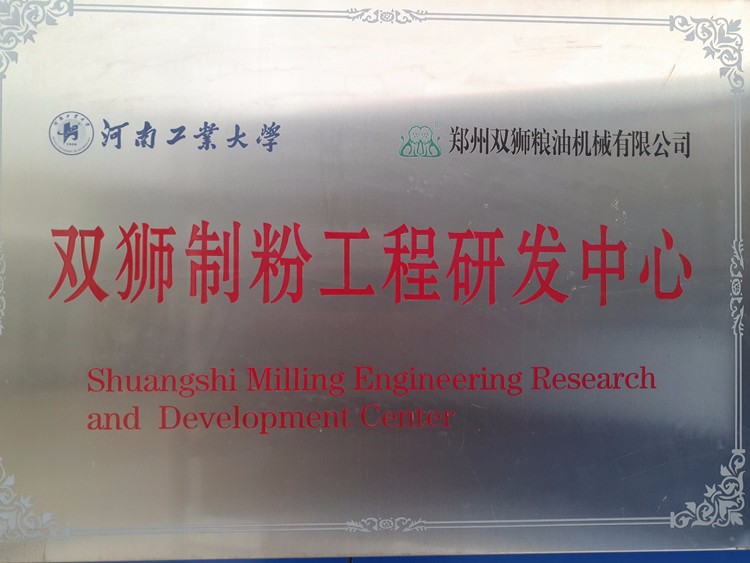 河南工業大學
郑州双狮粮油机械有限公司
双狮制粉工程研发中心
Shuangshi Milling Engineering Research
and Development Center